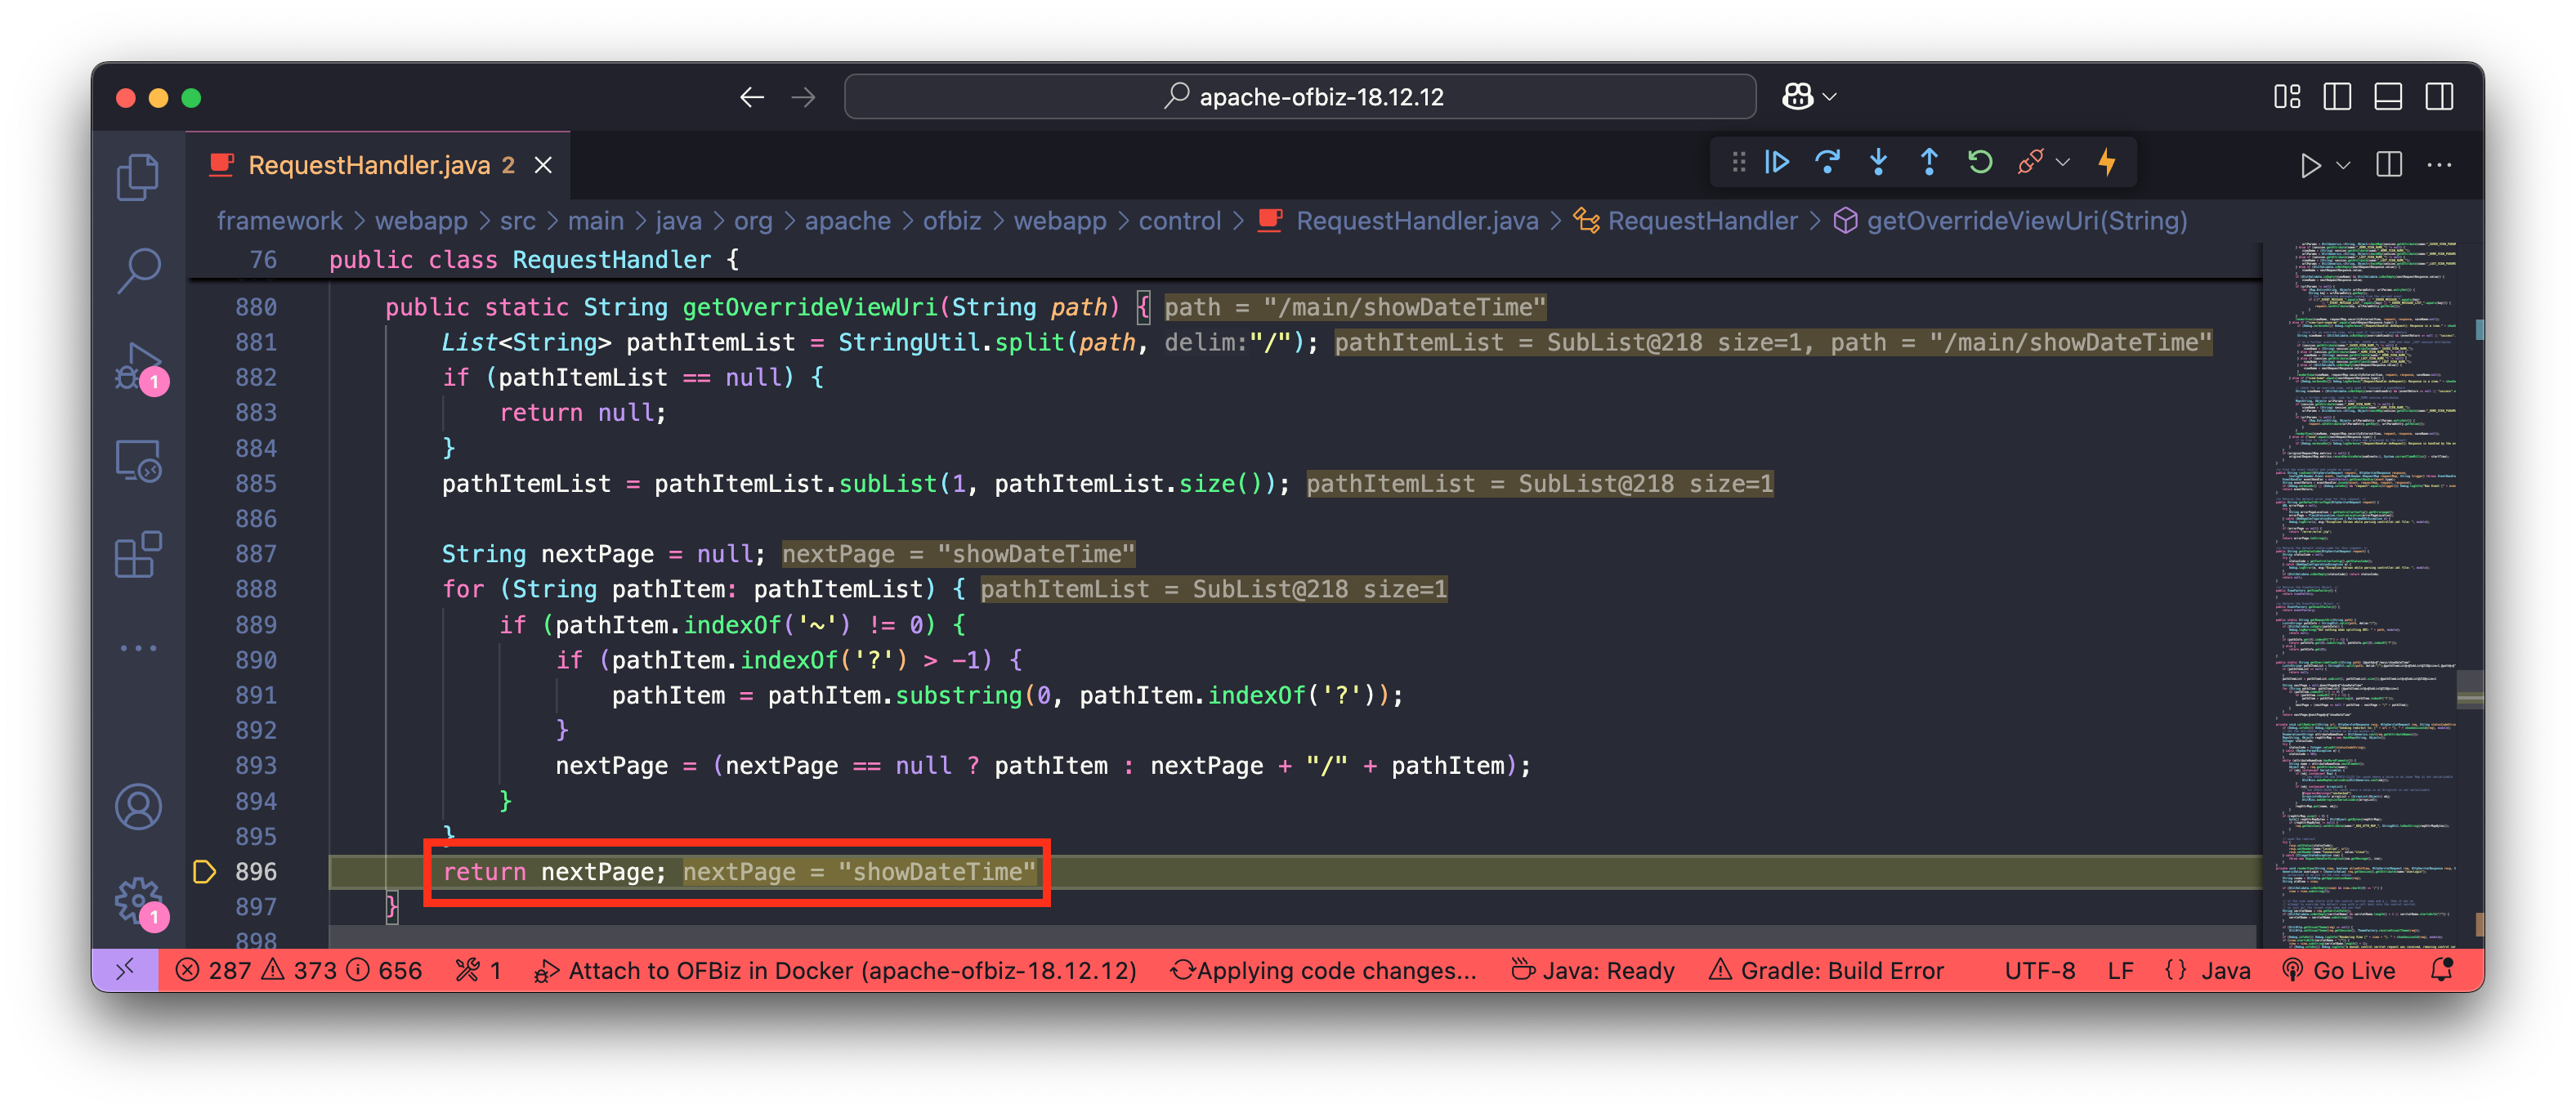 apache-ofbiz-18.12.12
RequestHandler.java 2
framework > webapp > src > main > java > org > apache > ofbiz > webapp > control > RequestHandler.java > RequestHandler > getOverrideViewUri(String)
76 public class RequestHandler {
880 public static String getOverrideViewUri(String path) { path = "/main/showDateTime"
881 List<String> pathItemList = StringUtil.split(path, delim:"/"); pathItemList = SubList@218 size=1, path = "/main/showDateTime"
882 if (pathItemList == null) {
883 return null;
884 }
885 pathItemList = pathItemList.subList(1, pathItemList.size()); pathItemList = SubList@218 size=1
886
887 String nextPage = null; nextPage = "showDateTime"
888 for (String pathItem: pathItemList) { pathItemList = SubList@218 size=1
889 if (pathItem.indexOf('~') != 0) {
890 if (pathItem.indexOf('?') > -1) {
891 pathItem = pathItem.substring(0, pathItem.indexOf('?'));
892 }
893 nextPage = (nextPage == null ? pathItem : nextPage + "/" + pathItem);
894 }
895 }
896 return nextPage; nextPage = "showDateTime"
897 }
898
1
1
287 373 656 1 Attach to OFBiz in Docker (apache-ofbiz-18.12.12) Applying code changes... Java: Ready Gradle: Build Error UTF-8 LF {} Java Go Live